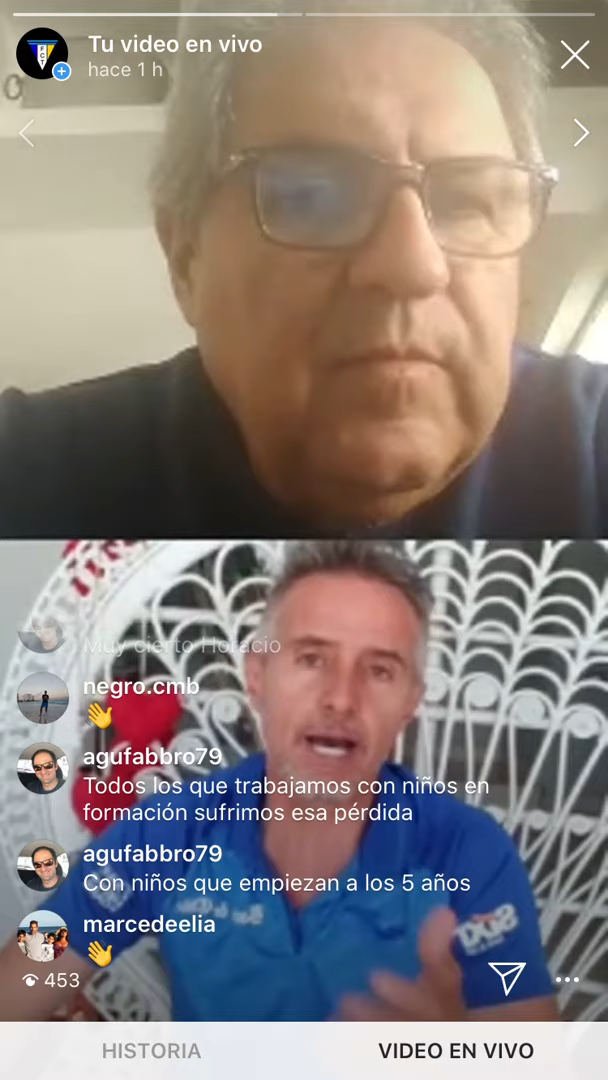 Tu video en vivo
hace 1 h
Muy cierto Horacio
negro.cmb
👋
agufabbro79
Todos los que trabajamos con niños en
formación sufrimos esa pérdida
agufabbro79
Con niños que empiezan a los 5 años
marcedeelia
👋
453
HISTORIA
VIDEO EN VIVO